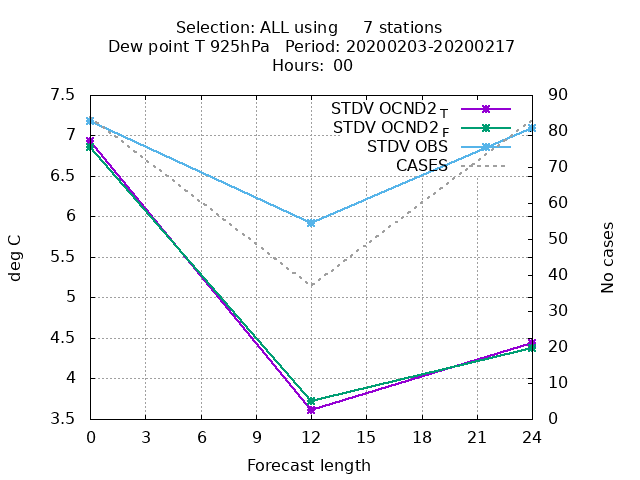 Selection: ALL using     7 stations
Dew point T 925hPa   Period: 20200203-20200217
Hours:  00
7.5
7
6.5
6
5.5
5
4.5
4
3.5
deg C
90
80
70
60
50
40
30
20
10
0
No cases
STDV OCND2T
STDV OCND2F
STDV OBS
CASES
0 3 6 9 12 15 18 21 24
Forecast length